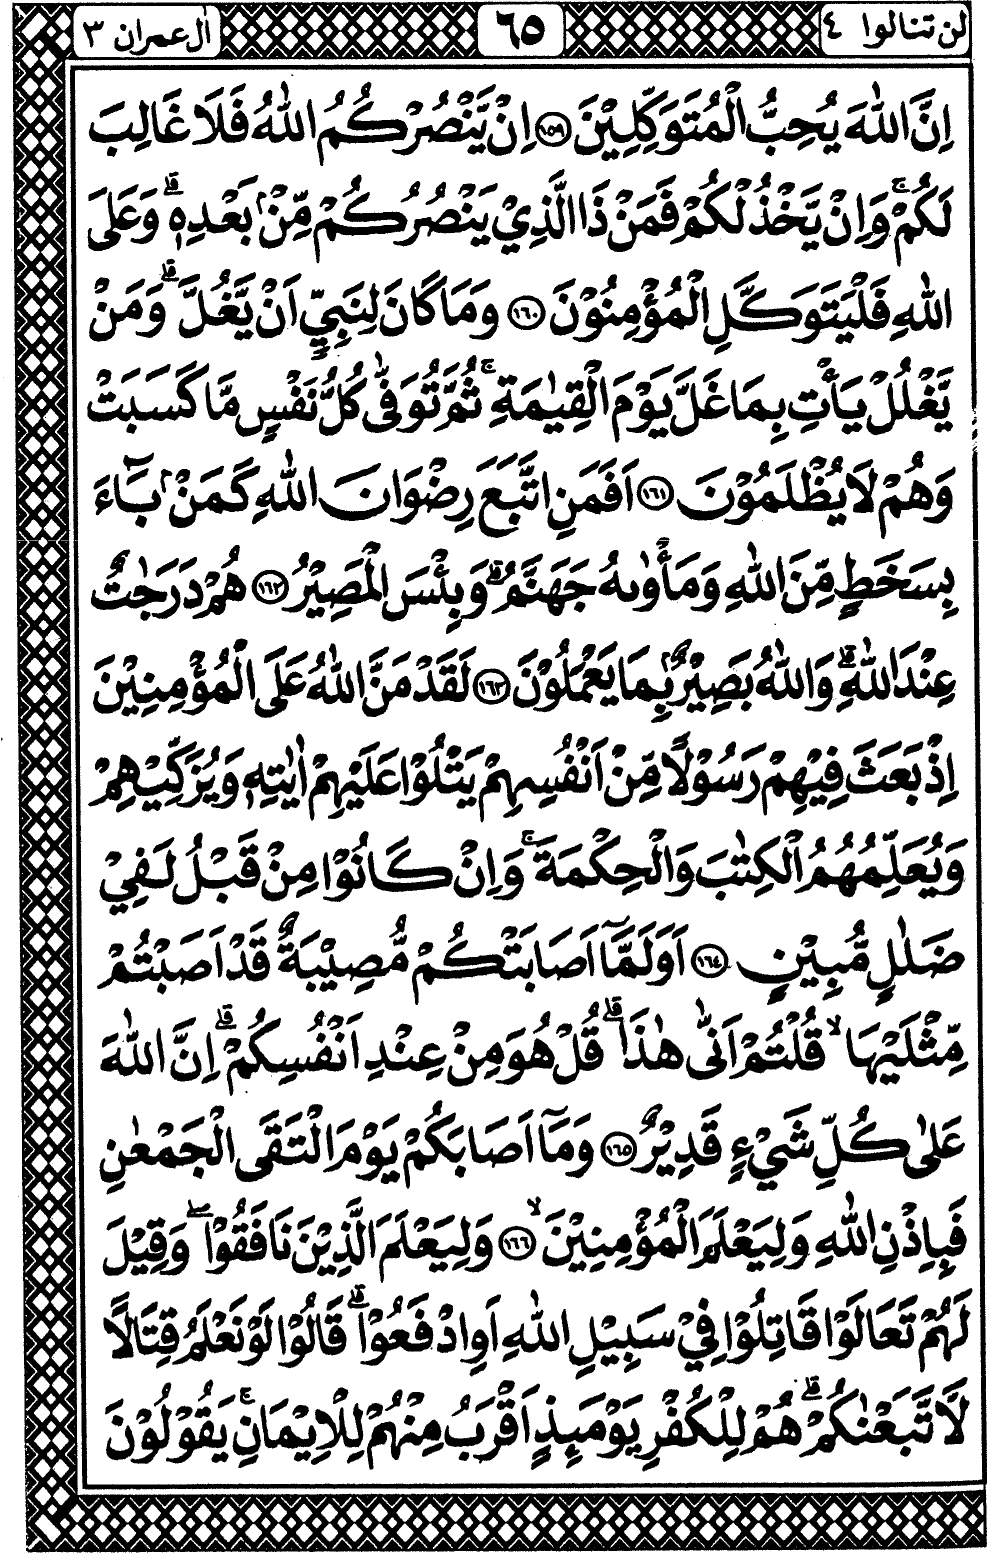 لن تنالوا ٤
٦٥
اٰل عمران ٣
اِنَّ اللّٰهَ يُحِبُّ الْمُتَوَكِّلِيْنَ ﴿١٥٩﴾ اِنْ يَّنْصُرْكُمُ اللّٰهُ فَلَا غَالِبَ
لَكُمْ ۚ وَاِنْ يَّخْذُلْكُمْ فَمَنْ ذَا الَّذِيْ يَنْصُرُكُمْ مِّنْۢ بَعْدِهٖ ؕ وَعَلَى
اللّٰهِ فَلْيَتَوَكَّلِ الْمُؤْمِنُوْنَ ﴿١٦٠﴾ وَمَا كَانَ لِنَبِيٍّ اَنْ يَّغُلَّ ؕ وَمَنْ
يَّغْلُلْ يَاْتِ بِمَا غَلَّ يَوْمَ الْقِيٰمَةِ ۚ ثُمَّ تُوَفّٰى كُلُّ نَفْسٍ مَّا كَسَبَتْ
وَهُمْ لَا يُظْلَمُوْنَ ﴿١٦١﴾ اَفَمَنِ اتَّبَعَ رِضْوَانَ اللّٰهِ كَمَنْۢ بَآءَ
بِسَخَطٍ مِّنَ اللّٰهِ وَمَاْوٰىهُ جَهَنَّمُ ؕ وَبِئْسَ الْمَصِيْرُ ﴿١٦٢﴾ هُمْ دَرَجٰتٌ
عِنْدَ اللّٰهِ ؕ وَاللّٰهُ بَصِيْرٌۢ بِمَا يَعْمَلُوْنَ ﴿١٦٣﴾ لَقَدْ مَنَّ اللّٰهُ عَلَى الْمُؤْمِنِيْنَ
اِذْ بَعَثَ فِيْهِمْ رَسُوْلًا مِّنْ اَنْفُسِهِمْ يَتْلُوْا عَلَيْهِمْ اٰيٰتِهٖ وَيُزَكِّيْهِمْ
وَيُعَلِّمُهُمُ الْكِتٰبَ وَالْحِكْمَةَ ۚ وَاِنْ كَانُوْا مِنْ قَبْلُ لَفِيْ
ضَلٰلٍ مُّبِيْنٍ ﴿١٦٤﴾ اَوَلَمَّاۤ اَصَابَتْكُمْ مُّصِيْبَةٌ قَدْ اَصَبْتُمْ
مِّثْلَيْهَا ۙ قُلْتُمْ اَنّٰى هٰذَا ؕ قُلْ هُوَ مِنْ عِنْدِ اَنْفُسِكُمْ ؕ اِنَّ اللّٰهَ
عَلٰى كُلِّ شَيْءٍ قَدِيْرٌ ﴿١٦٥﴾ وَمَاۤ اَصَابَكُمْ يَوْمَ الْتَقَى الْجَمْعٰنِ
فَبِاِذْنِ اللّٰهِ وَلِيَعْلَمَ الْمُؤْمِنِيْنَ ۙ ﴿١٦٦﴾ وَلِيَعْلَمَ الَّذِيْنَ نَافَقُوْا ۖ وَقِيْلَ
لَهُمْ تَعَالَوْا قَاتِلُوْا فِيْ سَبِيْلِ اللّٰهِ اَوِ ادْفَعُوْا ؕ قَالُوْا لَوْ نَعْلَمُ قِتَالًا
لَّا تَّبَعْنٰكُمْ ؕ هُمْ لِلْكُفْرِ يَوْمَئِذٍ اَقْرَبُ مِنْهُمْ لِلْاِيْمَانِ ۚ يَقُوْلُوْنَ